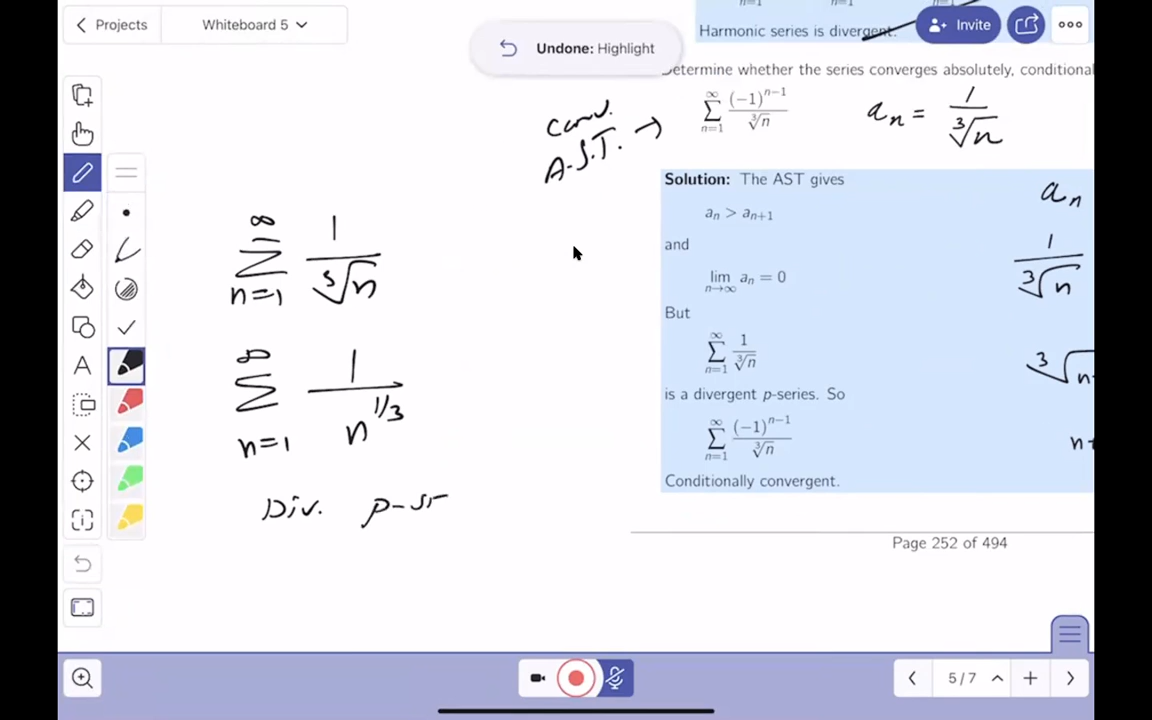 Projects
Whiteboard 5
Undone: Highlight
Invite
Harmonic series is divergent.
Determine whether the series converges absolutely, conditional
∞
∑ (-1)^{n-1} / ∛n
n=1
a_n = 1 / ∛n
Conv.
A.S.T. →
Solution: The AST gives
a_n > a_{n+1}
and
lim a_n = 0
n→∞
But
∞
∑ 1 / ∛n
n=1
is a divergent p-series. So
∞
∑ (-1)^{n-1} / ∛n
n=1
Conditionally convergent.
a_n
1 / ∛n
∛n
n+
∞
∑ 1 / ∛n
n=1
∞
∑ 1 / n^{1/3}
n=1
Div. p-sr
Page 252 of 494
A
5/7